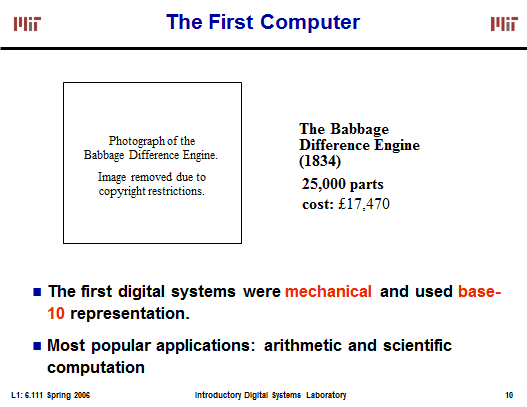 MIT
The First Computer
MIT
Photograph of the
Babbage Difference Engine.
Image removed due to
copyright restrictions.
The Babbage
Difference Engine
(1834)
25,000 parts
cost: £17,470
The first digital systems were mechanical and used base-
10 representation.
Most popular applications: arithmetic and scientific
computation
L1: 6.111 Spring 2006
Introductory Digital Systems Laboratory
10